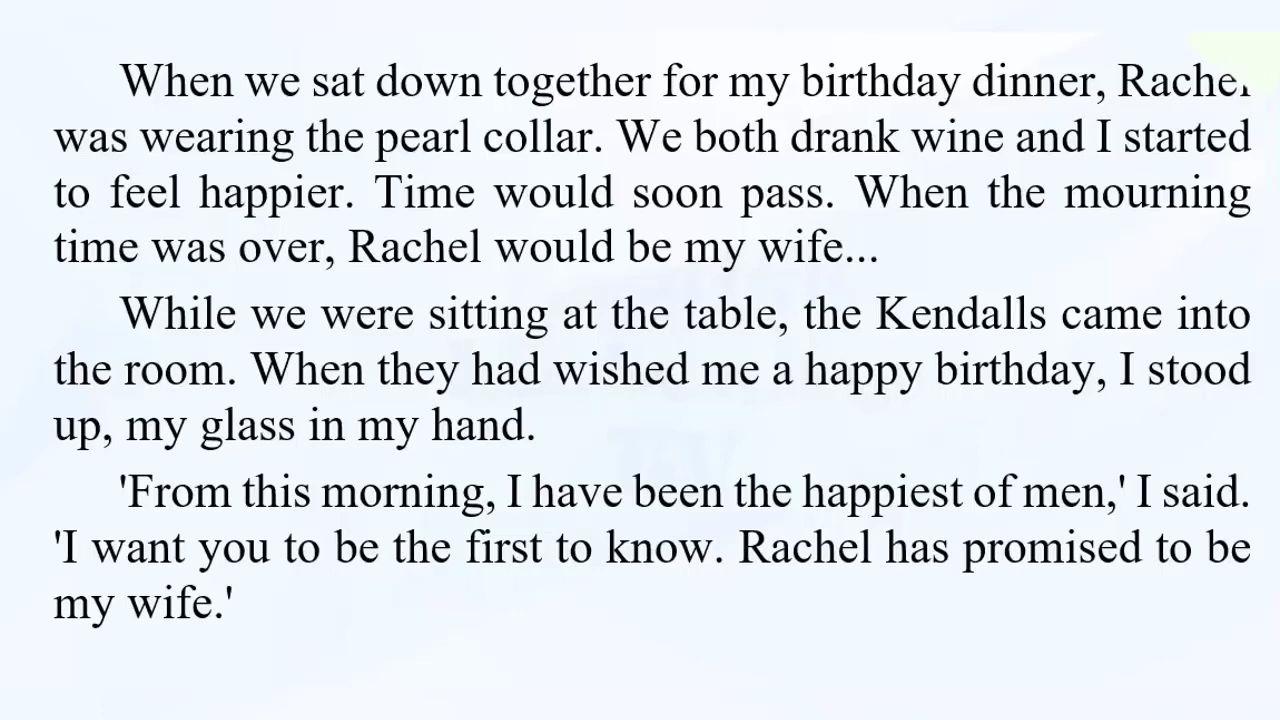 When we sat down together for my birthday dinner, Rachel
was wearing the pearl collar. We both drank wine and I started
to feel happier. Time would soon pass. When the mourning
time was over, Rachel would be my wife...
While we were sitting at the table, the Kendalls came into
the room. When they had wished me a happy birthday, I stood
up, my glass in my hand.
'From this morning, I have been the happiest of men,' I said.
'I want you to be the first to know. Rachel has promised to be
my wife.'